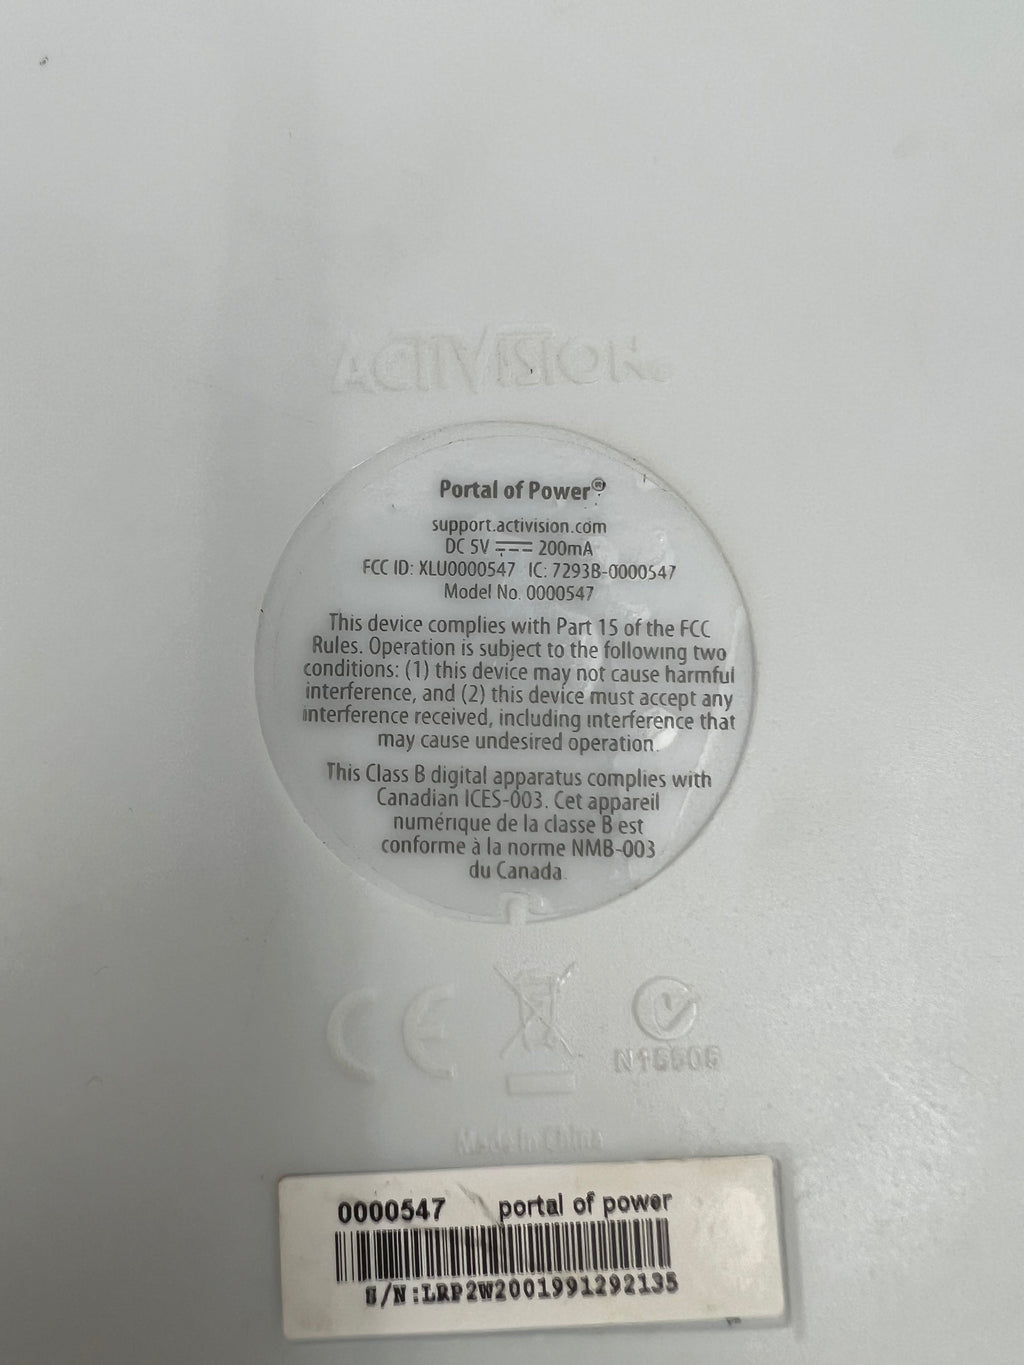 ACTIVISION
Portal of Power®
support.activision.com
DC 5V ⎓ 200mA
FCC ID: XLU0000547 IC: 7293B-0000547
Model No. 0000547
This device complies with Part 15 of the FCC
Rules. Operation is subject to the following two
conditions: (1) this device may not cause harmful
interference, and (2) this device must accept any
interference received, including interference that
may cause undesired operation.
This Class B digital apparatus complies with
Canadian ICES-003. Cet appareil
numérique de la classe B est
conforme à la norme NMB-003
du Canada.
CE
Made in China
0000547 portal of power
S/N:LRP2W2001991292135